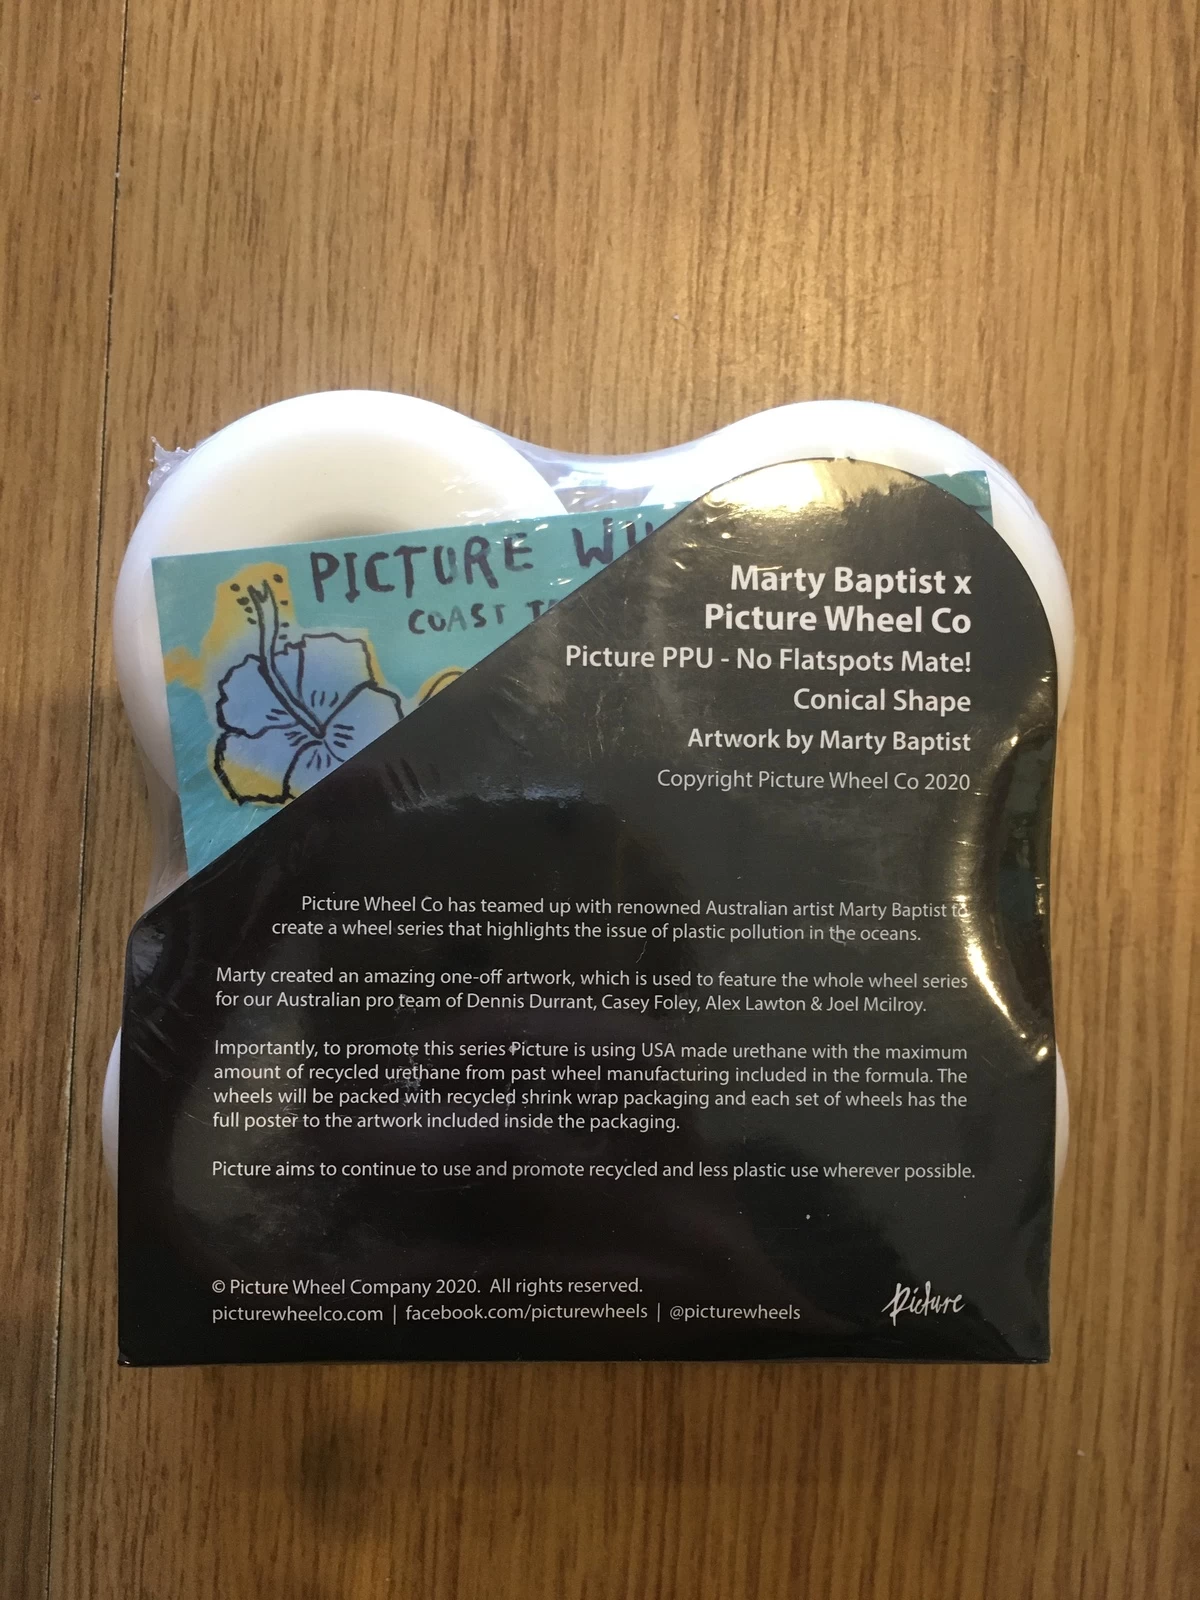 PICTURE
COAST
Marty Baptist x
Picture Wheel Co
Picture PPU - No Flatspots Mate!
Conical Shape
Artwork by Marty Baptist
Copyright Picture Wheel Co 2020
Picture Wheel Co has teamed up with renowned Australian artist Marty Baptist to
create a wheel series that highlights the issue of plastic pollution in the oceans.
Marty created an amazing one-off artwork, which is used to feature the whole wheel series
for our Australian pro team of Dennis Durrant, Casey Foley, Alex Lawton & Joel Mcilroy.
Importantly, to promote this series Picture is using USA made urethane with the maximum
amount of recycled urethane from past wheel manufacturing included in the formula. The
wheels will be packed with recycled shrink wrap packaging and each set of wheels has the
full poster to the artwork included inside the packaging.
Picture aims to continue to use and promote recycled and less plastic use wherever possible.
© Picture Wheel Company 2020. All rights reserved.
picturewheelco.com | facebook.com/picturewheels | @picturewheels
Picture